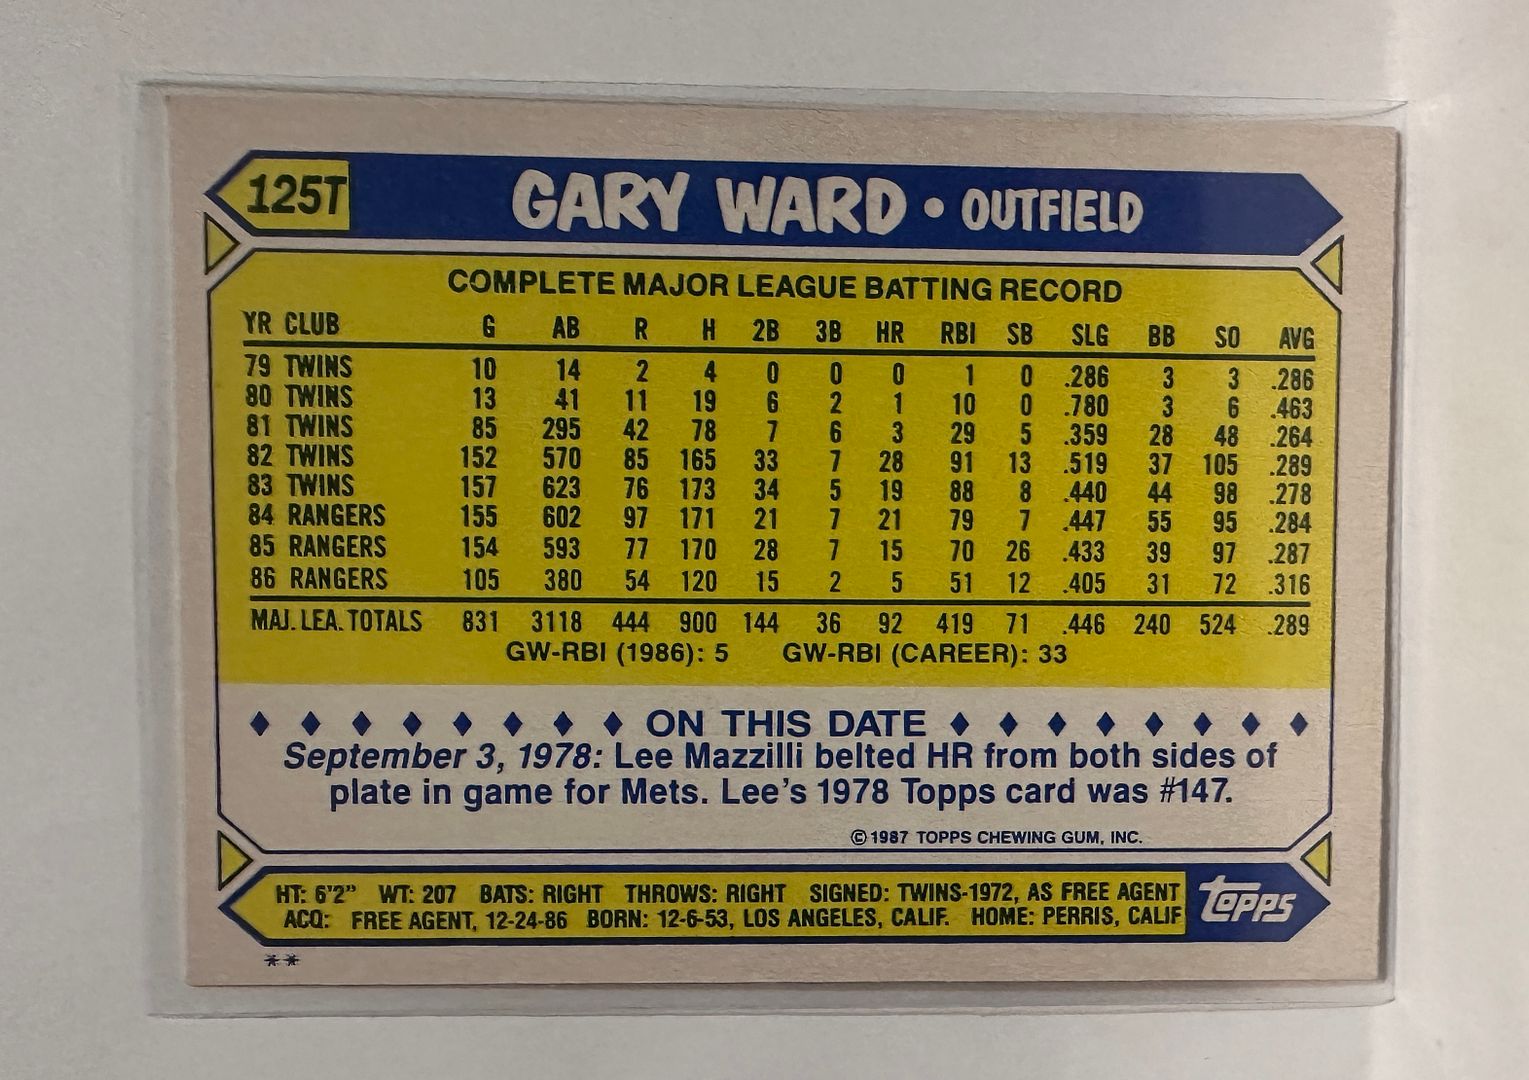 125T GARY WARD • OUTFIELD
COMPLETE MAJOR LEAGUE BATTING RECORD
YR CLUB G AB R H 2B 3B HR RBI SB SLG BB SO AVG
79 TWINS 10 14 2 4 0 0 0 1 0 .286 3 3 .286
80 TWINS 13 41 11 19 6 2 1 10 0 .780 3 6 .463
81 TWINS 85 295 42 78 7 6 3 29 5 .359 28 48 .264
82 TWINS 152 570 85 165 33 7 28 91 13 .519 37 105 .289
83 TWINS 157 623 76 173 34 5 19 88 8 .440 44 98 .278
84 RANGERS 155 602 97 171 21 7 21 79 7 .447 55 95 .284
85 RANGERS 154 593 77 170 28 7 15 70 26 .433 39 97 .287
86 RANGERS 105 380 54 120 15 2 5 51 12 .405 31 72 .316
MAJ. LEA. TOTALS 831 3118 444 900 144 36 92 419 71 .446 240 524 .289
GW-RBI (1986): 5 GW-RBI (CAREER): 33
ON THIS DATE
September 3, 1978: Lee Mazzilli belted HR from both sides of
plate in game for Mets. Lee's 1978 Topps card was #147.
© 1987 TOPPS CHEWING GUM, INC.
HT: 6'2" WT: 207 BATS: RIGHT THROWS: RIGHT SIGNED: TWINS-1972, AS FREE AGENT
ACQ: FREE AGENT, 12-24-86 BORN: 12-6-53, LOS ANGELES, CALIF. HOME: PERRIS, CALIF
topps
**